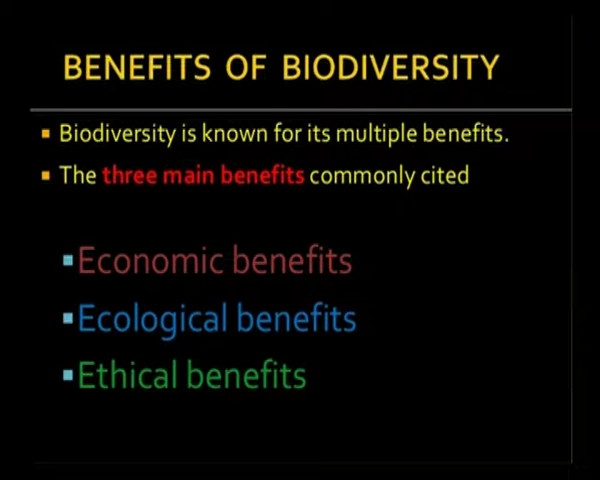 BENEFITS OF BIODIVERSITY
Biodiversity is known for its multiple benefits.
The three main benefits commonly cited
Economic benefits
Ecological benefits
Ethical benefits